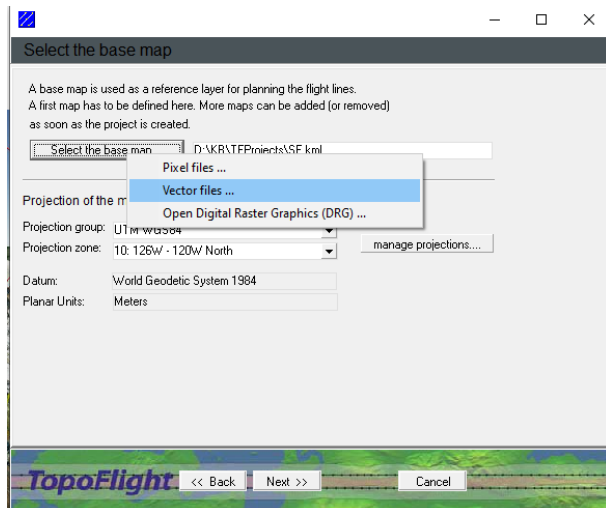 Select the base map
A base map is used as a reference layer for planning the flight lines.
A first map has to be defined here. More maps can be added (or removed)
as soon as the project is created.
Select the base map D:\KB\TFProjects\SF.kml
Pixel files ...
Vector files ...
Open Digital Raster Graphics (DRG) ...
Projection of the m
Projection group: UTM WGS84
Projection zone: 10: 126W - 120W North
manage projections....
Datum: World Geodetic System 1984
Planar Units: Meters
TopoFlight << Back Next >> Cancel